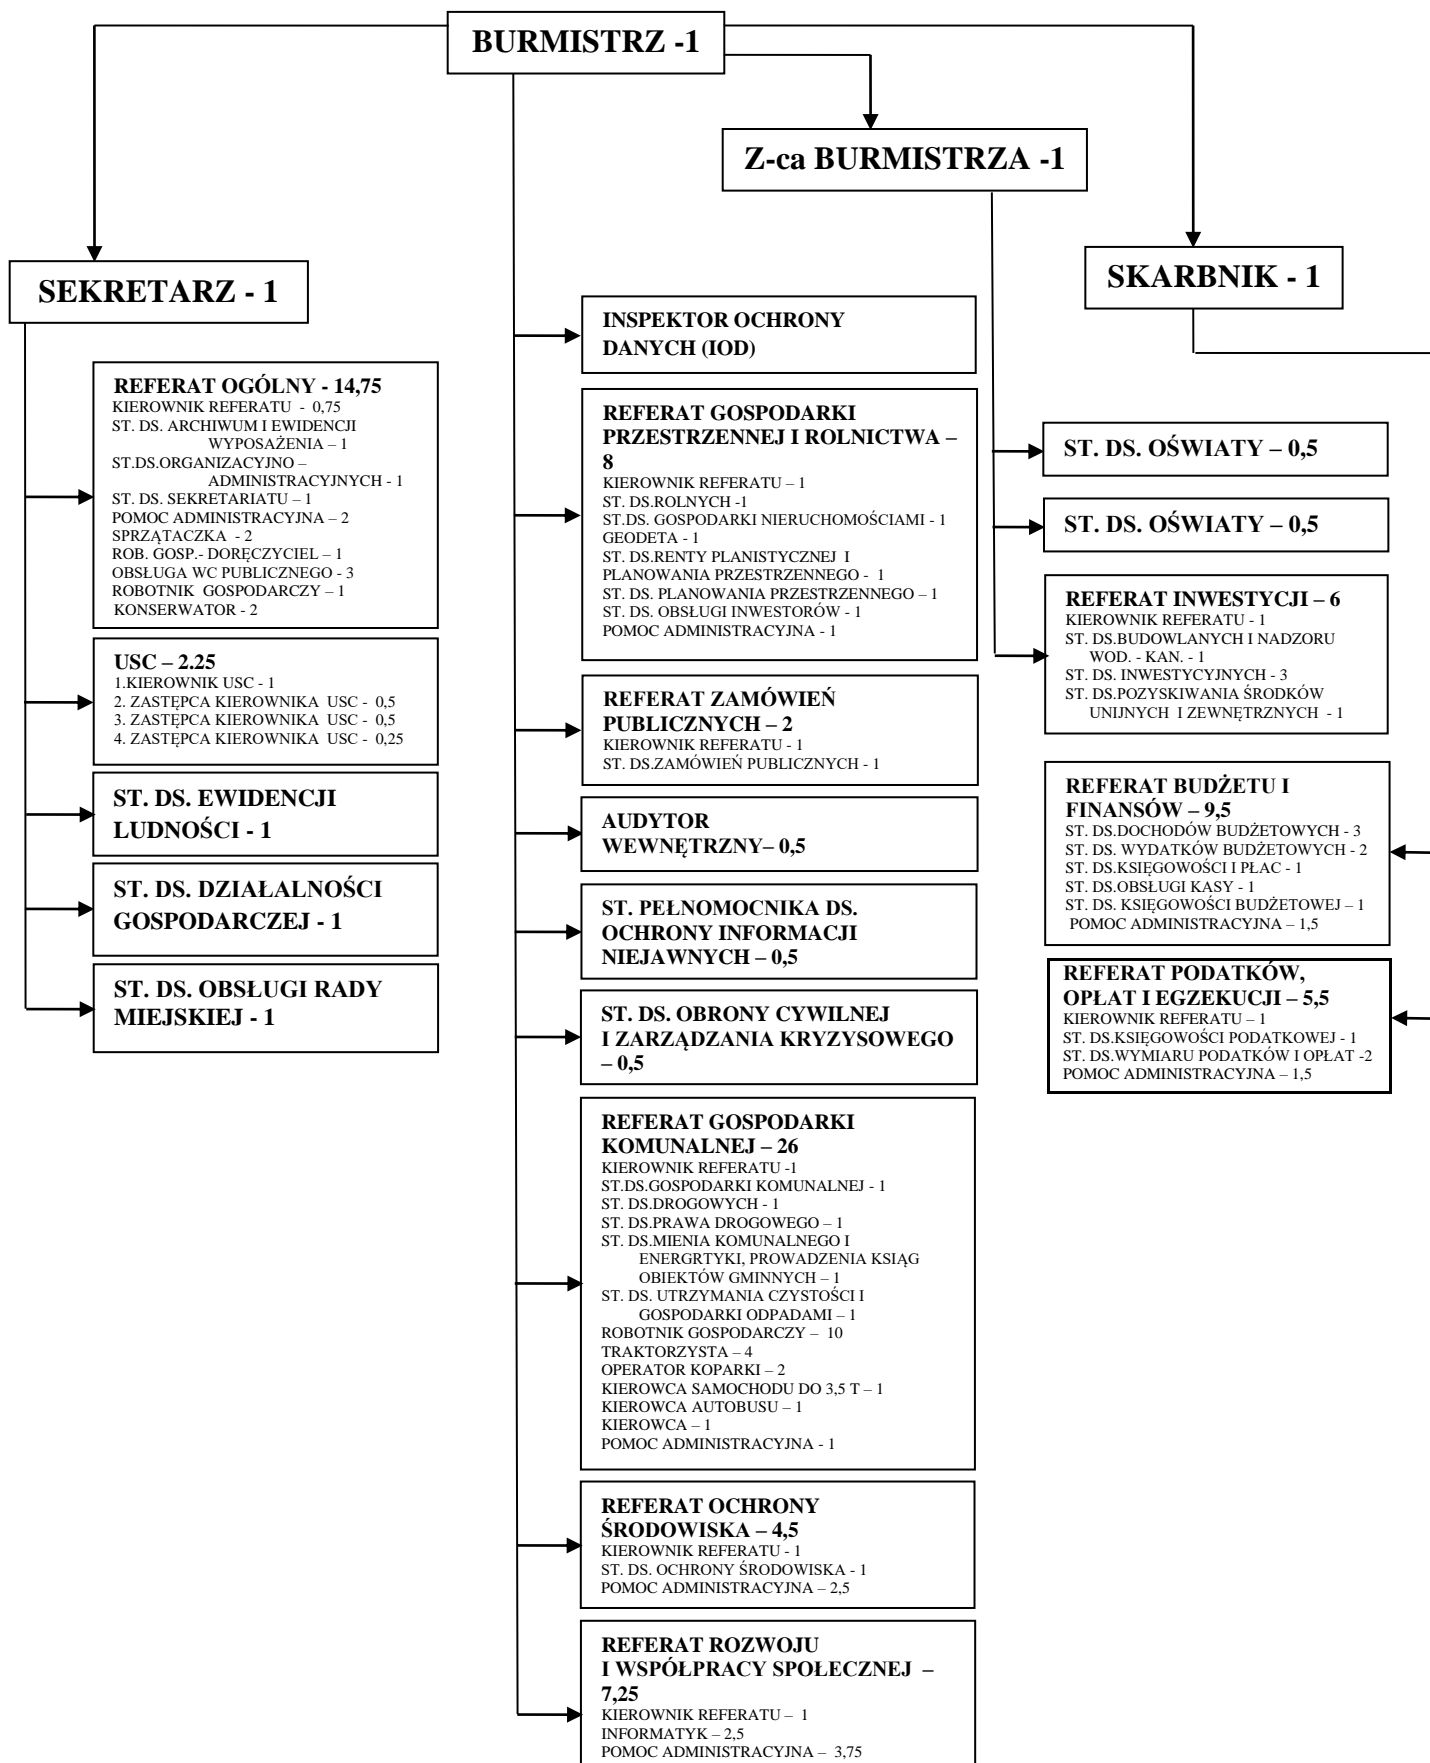 BURMISTRZ -1
Z-ca BURMISTRZA -1
SEKRETARZ - 1
SKARBNIK - 1
REFERAT OGÓLNY - 14,75
KIEROWNIK REFERATU - 0,75
ST. DS. ARCHIWUM I EWIDENCJI
WYPOSAŻENIA – 1
ST.DS.ORGANIZACYJNO –
ADMINISTRACYJNYCH - 1
ST. DS. SEKRETARIATU – 1
POMOC ADMINISTRACYJNA – 2
SPRZĄTACZKA - 2
ROB. GOSP.- DORĘCZYCIEL – 1
OBSŁUGA WC PUBLICZNEGO - 3
ROBOTNIK GOSPODARCZY – 1
KONSERWATOR - 2
USC – 2.25
1.KIEROWNIK USC - 1
2. ZASTĘPCA KIEROWNIKA USC - 0,5
3. ZASTĘPCA KIEROWNIKA USC - 0,5
4. ZASTĘPCA KIEROWNIKA USC - 0,25
ST. DS. EWIDENCJI
LUDNOŚCI - 1
ST. DS. DZIAŁALNOŚCI
GOSPODARCZEJ - 1
ST. DS. OBSŁUGI RADY
MIEJSKIEJ - 1
INSPEKTOR OCHRONY
DANYCH (IOD)
REFERAT GOSPODARKI
PRZESTRZENNEJ I ROLNICTWA –
8
KIEROWNIK REFERATU – 1
ST. DS.ROLNYCH -1
ST.DS. GOSPODARKI NIERUCHOMOŚCIAMI - 1
GEODETA - 1
ST. DS.RENTY PLANISTYCZNEJ I
PLANOWANIA PRZESTRZENNEGO - 1
ST. DS. PLANOWANIA PRZESTRZENNEGO – 1
ST. DS. OBSŁUGI INWESTORÓW - 1
POMOC ADMINISTRACYJNA - 1
REFERAT ZAMÓWIEŃ
PUBLICZNYCH – 2
KIEROWNIK REFERATU - 1
ST. DS.ZAMÓWIEŃ PUBLICZNYCH - 1
AUDYTOR
WEWNĘTRZNY– 0,5
ST. PEŁNOMOCNIKA DS.
OCHRONY INFORMACJI
NIEJAWNYCH – 0,5
ST. DS. OBRONY CYWILNEJ
I ZARZĄDZANIA KRYZYSOWEGO
– 0,5
REFERAT GOSPODARKI
KOMUNALNEJ – 26
KIEROWNIK REFERATU -1
ST.DS.GOSPODARKI KOMUNALNEJ - 1
ST. DS.DROGOWYCH - 1
ST. DS.PRAWA DROGOWEGO – 1
ST. DS.MIENIA KOMUNALNEGO I
ENERGRTYKI, PROWADZENIA KSIĄG
OBIEKTÓW GMINNYCH – 1
ST. DS. UTRZYMANIA CZYSTOŚCI I
GOSPODARKI ODPADAMI – 1
ROBOTNIK GOSPODARCZY – 10
TRAKTORZYSTA – 4
OPERATOR KOPARKI – 2
KIEROWCA SAMOCHODU DO 3,5 T – 1
KIEROWCA AUTOBUSU – 1
KIEROWCA – 1
POMOC ADMINISTRACYJNA - 1
REFERAT OCHRONY
ŚRODOWISKA – 4,5
KIEROWNIK REFERATU - 1
ST. DS. OCHRONY ŚRODOWISKA - 1
POMOC ADMINISTRACYJNA – 2,5
REFERAT ROZWOJU
I WSPÓŁPRACY SPOŁECZNEJ –
7,25
KIEROWNIK REFERATU – 1
INFORMATYK – 2,5
POMOC ADMINISTRACYJNA – 3,75
ST. DS. OŚWIATY – 0,5
ST. DS. OŚWIATY – 0,5
REFERAT INWESTYCJI – 6
KIEROWNIK REFERATU - 1
ST. DS.BUDOWLANYCH I NADZORU
WOD. - KAN. - 1
ST. DS. INWESTYCYJNYCH - 3
ST. DS.POZYSKIWANIA ŚRODKÓW
UNIJNYCH I ZEWNĘTRZNYCH - 1
REFERAT BUDŻETU I
FINANSÓW – 9,5
ST. DS.DOCHODÓW BUDŻETOWYCH - 3
ST. DS. WYDATKÓW BUDŻETOWYCH - 2
ST. DS.KSIĘGOWOŚCI I PŁAC - 1
ST. DS.OBSŁUGI KASY - 1
ST. DS. KSIĘGOWOŚCI BUDŻETOWEJ – 1
POMOC ADMINISTRACYJNA – 1,5
REFERAT PODATKÓW,
OPŁAT I EGZEKUCJI – 5,5
KIEROWNIK REFERATU – 1
ST. DS.KSIĘGOWOŚCI PODATKOWEJ - 1
ST. DS.WYMIARU PODATKÓW I OPŁAT -2
POMOC ADMINISTRACYJNA – 1,5